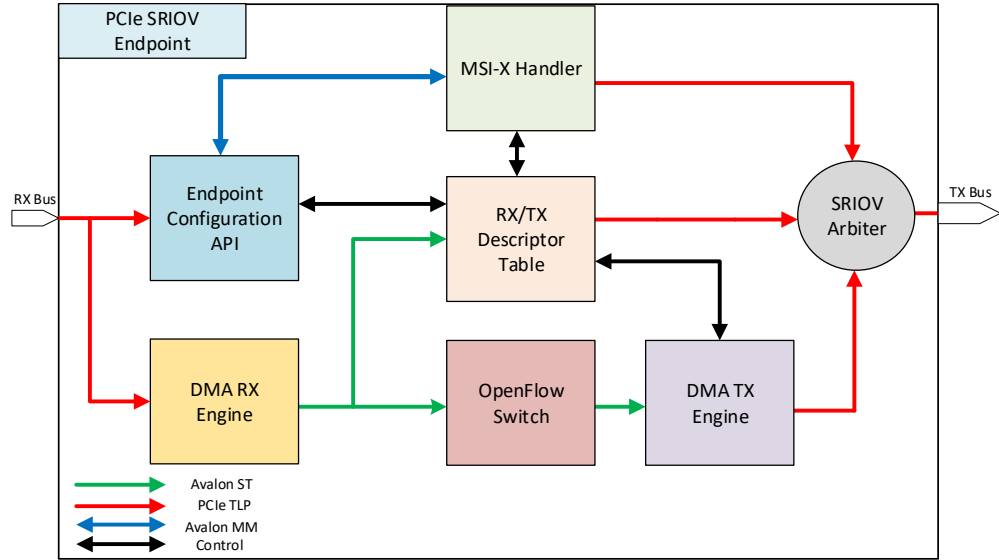 PCIe SRIOV
Endpoint
MSI-X Handler
RX Bus
Endpoint
Configuration
API
RX/TX
Descriptor
Table
SRIOV
Arbiter
TX Bus
DMA RX
Engine
OpenFlow
Switch
DMA TX
Engine
Avalon ST
PCIe TLP
Avalon MM
Control